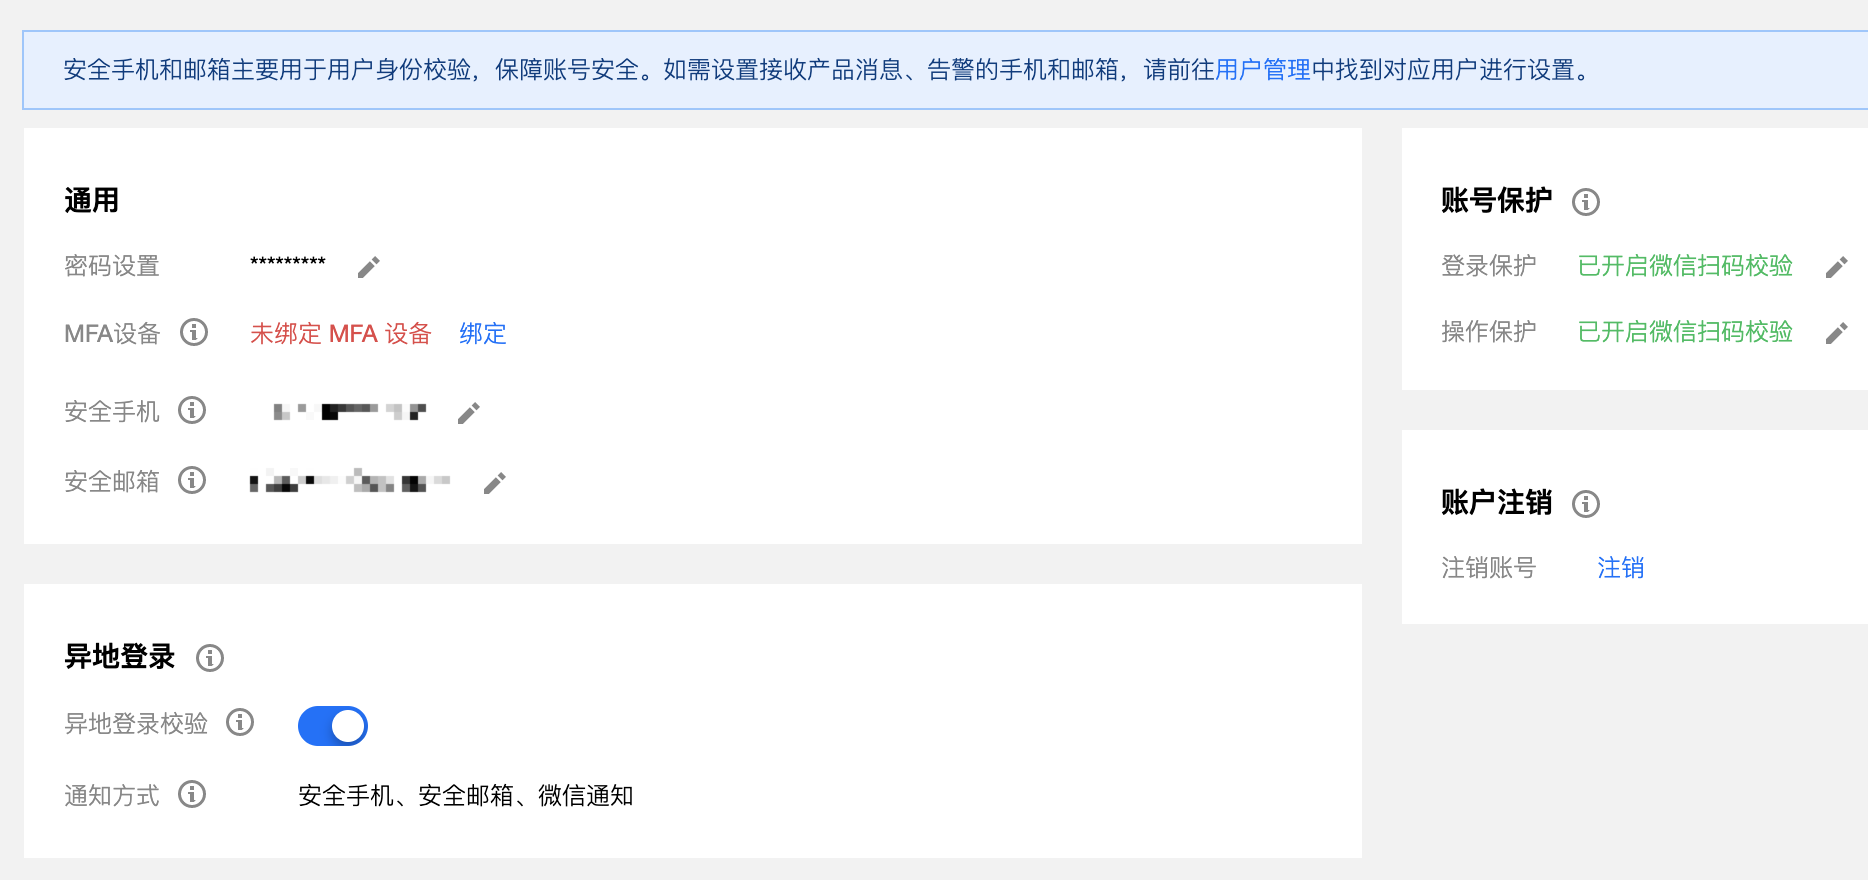 安全手机和邮箱主要用于用户身份校验，保障账号安全。如需设置接收产品消息、告警的手机和邮箱，请前往用户管理中找到对应用户进行设置。
通用
密码设置 *********
MFA设备 未绑定 MFA 设备 绑定
安全手机
安全邮箱
异地登录
异地登录校验
通知方式 安全手机、安全邮箱、微信通知
账号保护
登录保护 已开启微信扫码校验
操作保护 已开启微信扫码校验
账户注销
注销账号 注销